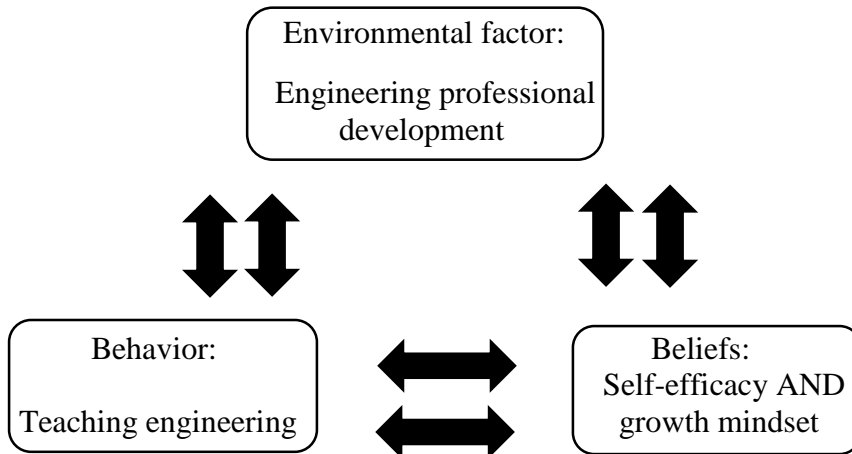 Environmental factor:
Engineering professional
development
Behavior:
Teaching engineering
Beliefs:
Self-efficacy AND
growth mindset